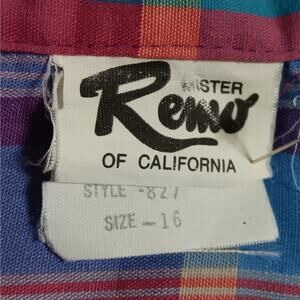 MISTER
Remo
OF CALIFORNIA
STYLE -827
SIZE -16